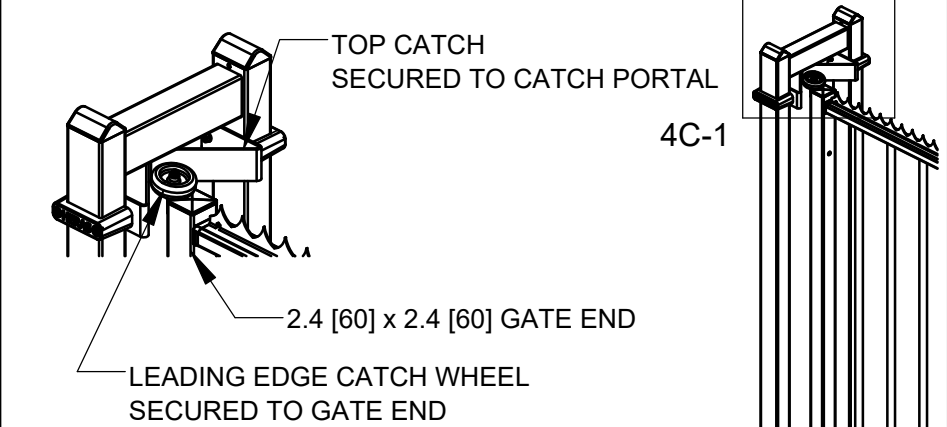 TOP CATCH
SECURED TO CATCH PORTAL
4C-1
2.4 [60] x 2.4 [60] GATE END
LEADING EDGE CATCH WHEEL
SECURED TO GATE END